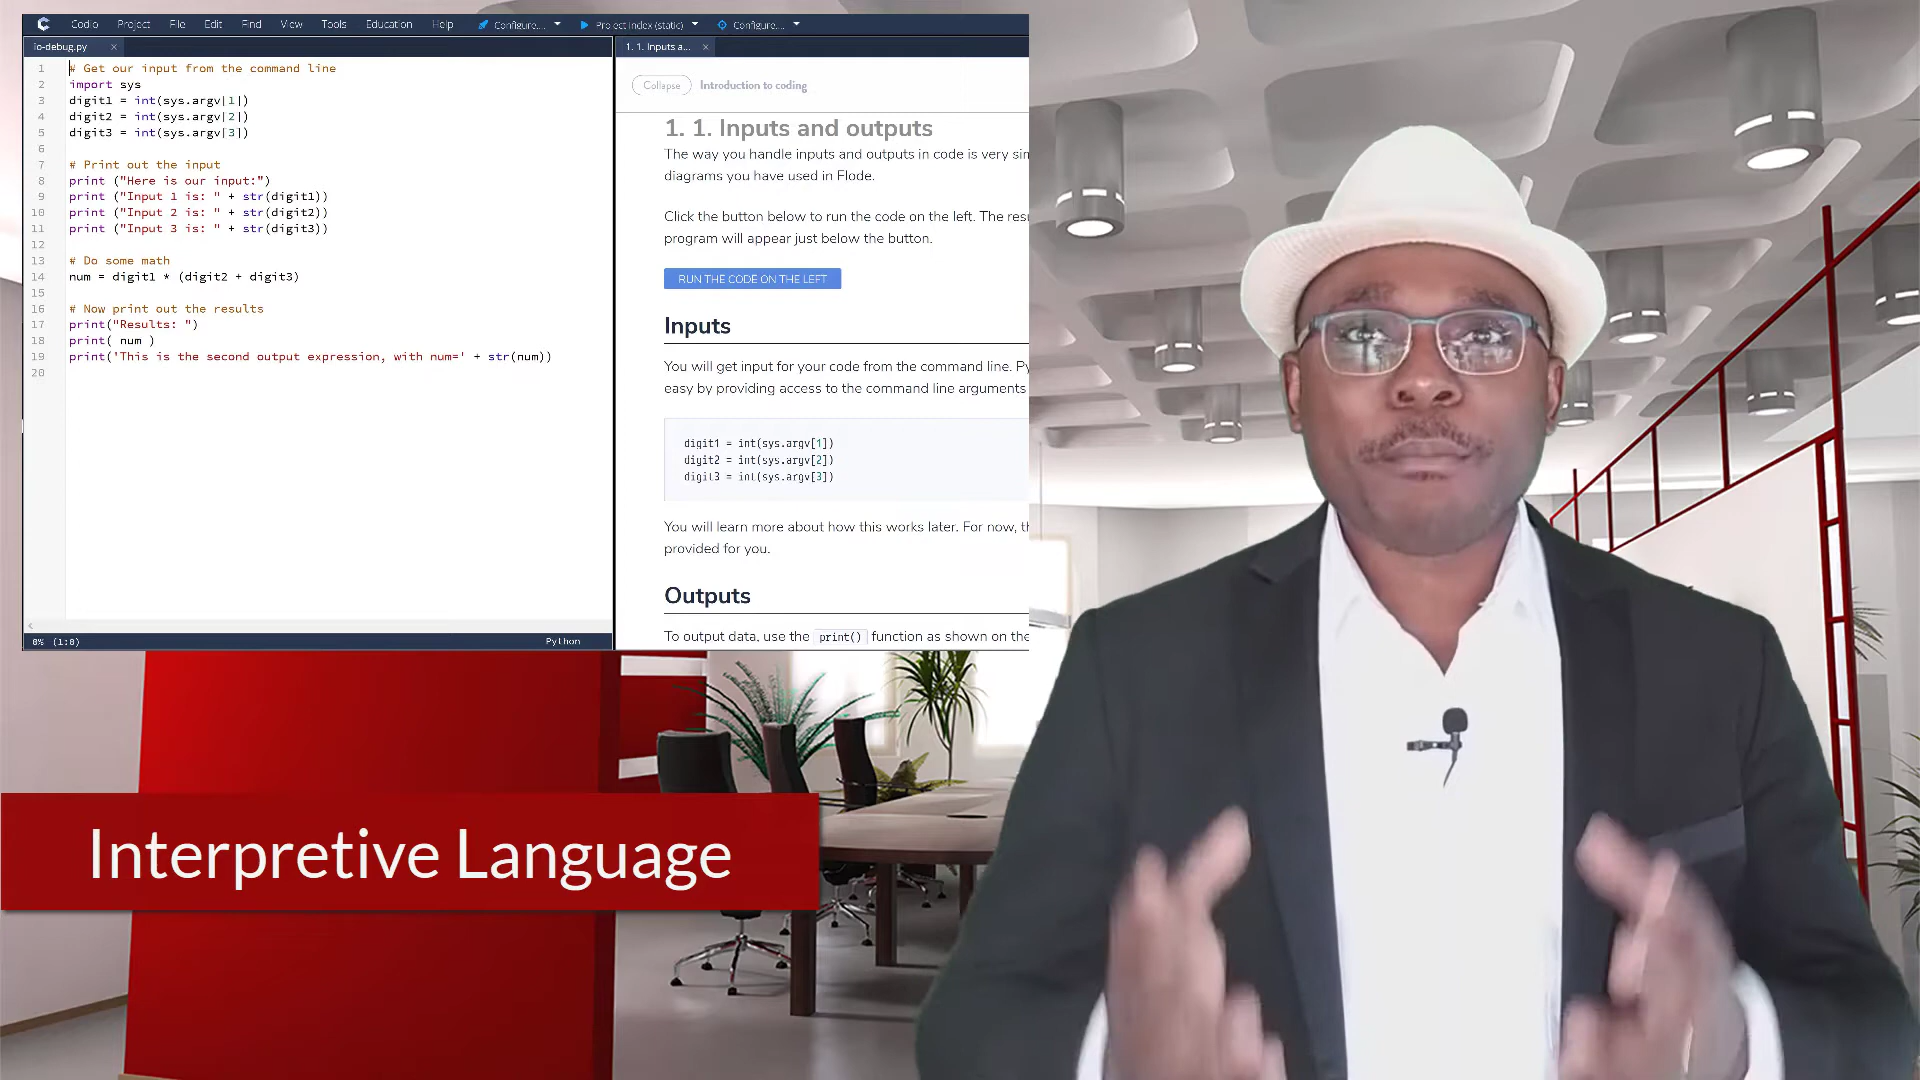 Codio Project File Edit Find View Tools Education Help Configure.... Project Index (static) Configure....
io-debug.py ×
1. 1. Inputs a... ×
1 # Get our input from the command line
2 import sys
3 digit1 = int(sys.argv[1])
4 digit2 = int(sys.argv[2])
5 digit3 = int(sys.argv[3])
6
7 # Print out the input
8 print ("Here is our input:")
9 print ("Input 1 is: " + str(digit1))
10 print ("Input 2 is: " + str(digit2))
11 print ("Input 3 is: " + str(digit3))
12
13 # Do some math
14 num = digit1 * (digit2 + digit3)
15
16 # Now print out the results
17 print("Results: ")
18 print( num )
19 print('This is the second output expression, with num=' + str(num))
20
0% (1:0) Python
Collapse Introduction to coding
1. 1. Inputs and outputs
The way you handle inputs and outputs in code is very sim
diagrams you have used in Flode.
Click the button below to run the code on the left. The resu
program will appear just below the button.
RUN THE CODE ON THE LEFT
Inputs
You will get input for your code from the command line. Py
easy by providing access to the command line arguments
digit1 = int(sys.argv[1])
digit2 = int(sys.argv[2])
digit3 = int(sys.argv[3])
You will learn more about how this works later. For now, th
provided for you.
Outputs
To output data, use the print() function as shown on the
Interpretive Language